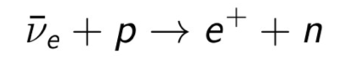 ν̄ₑ + p → e⁺ + n